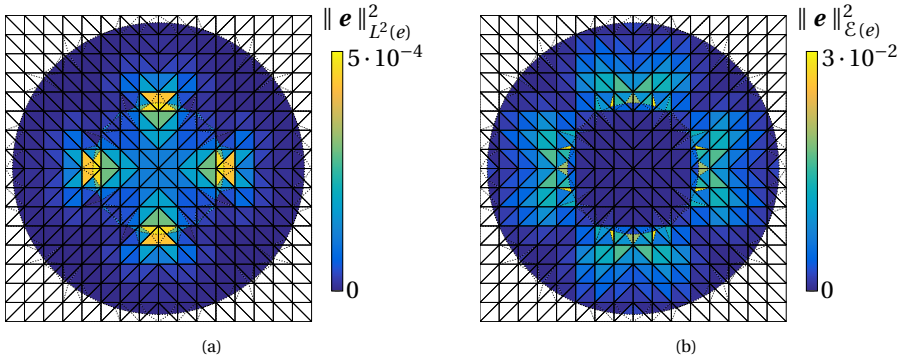 ‖ e ‖²_{L²(e)}
5·10⁻⁴
0
(a)
‖ e ‖²_{ℰ(e)}
3·10⁻²
0
(b)